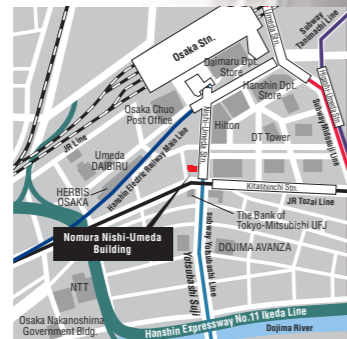 Osaka Stn.
Umeda Stn.
Subway
Tanimachi Line
Daimaru Dpt.
Store
Hanshin Dpt.
Store
Higashi-Umeda Stn.
Subway Midosuji Line
Osaka Chuo
Post Office
Nishi-Umeda Stn.
Hilton
DT Tower
JR Line
Umeda
DAIBIRU
Hanshin Electric Railway Main Line
Kitashinchi Stn.
JR Tozai Line
HERBIS
OSAKA
The Bank of
Tokyo-Mitsubishi UFJ
Nomura Nishi-Umeda
Building
DOJIMA AVANZA
subway Yotsubashi Line
Yotsubashi Suji
NTT
Osaka Nakanoshima
Government Bldg.
Hanshin Expressway No.11 Ikeda Line
Dojima River